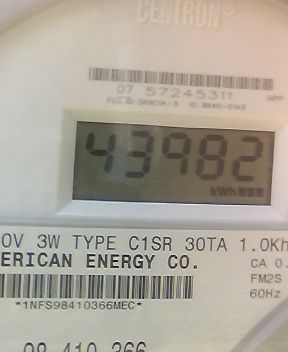 CENTRON®
07 57245311
43982
kWh
0V 3W TYPE C1SR 30TA 1.0Kh
ERICAN ENERGY CO.
CA 0.
FM2S
60Hz
*1NFS98410366MEC*
98 410 366